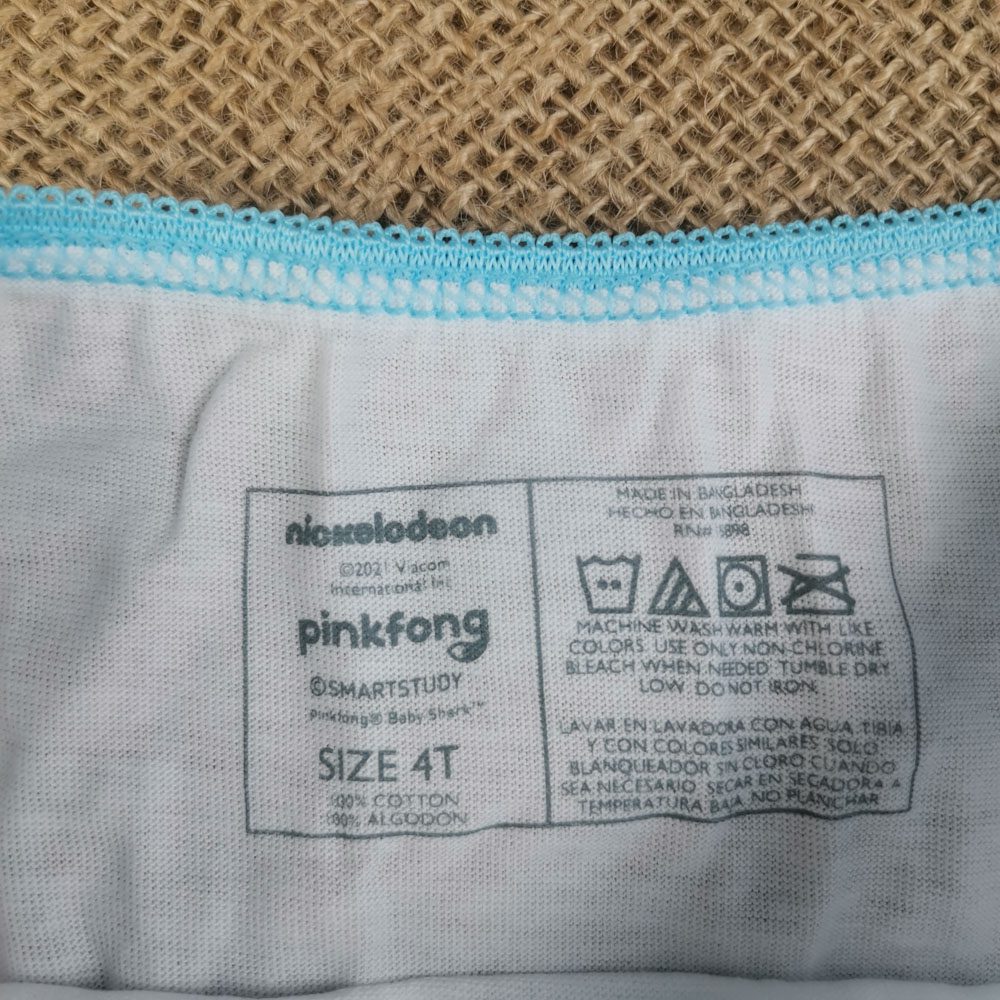 nickelodeon
©2021 Viacom
International Inc
pinkfong
©SMARTSTUDY
Pinkfong® Baby Shark™
SIZE 4T
100% COTTON
100% ALGODON
MADE IN BANGLADESH
HECHO EN BANGLADESH
RN#
MACHINE WASH WARM WITH LIKE
COLORS. USE ONLY NON-CHLORINE
BLEACH WHEN NEEDED. TUMBLE DRY
LOW. DO NOT IRON.
LAVAR EN LAVADORA CON AGUA TIBIA
Y CON COLORES SIMILARES. SOLO
BLANQUEADOR SIN CLORO CUANDO
SEA NECESARIO. SECAR EN SECADORA A
TEMPERATURA BAJA. NO PLANCHAR